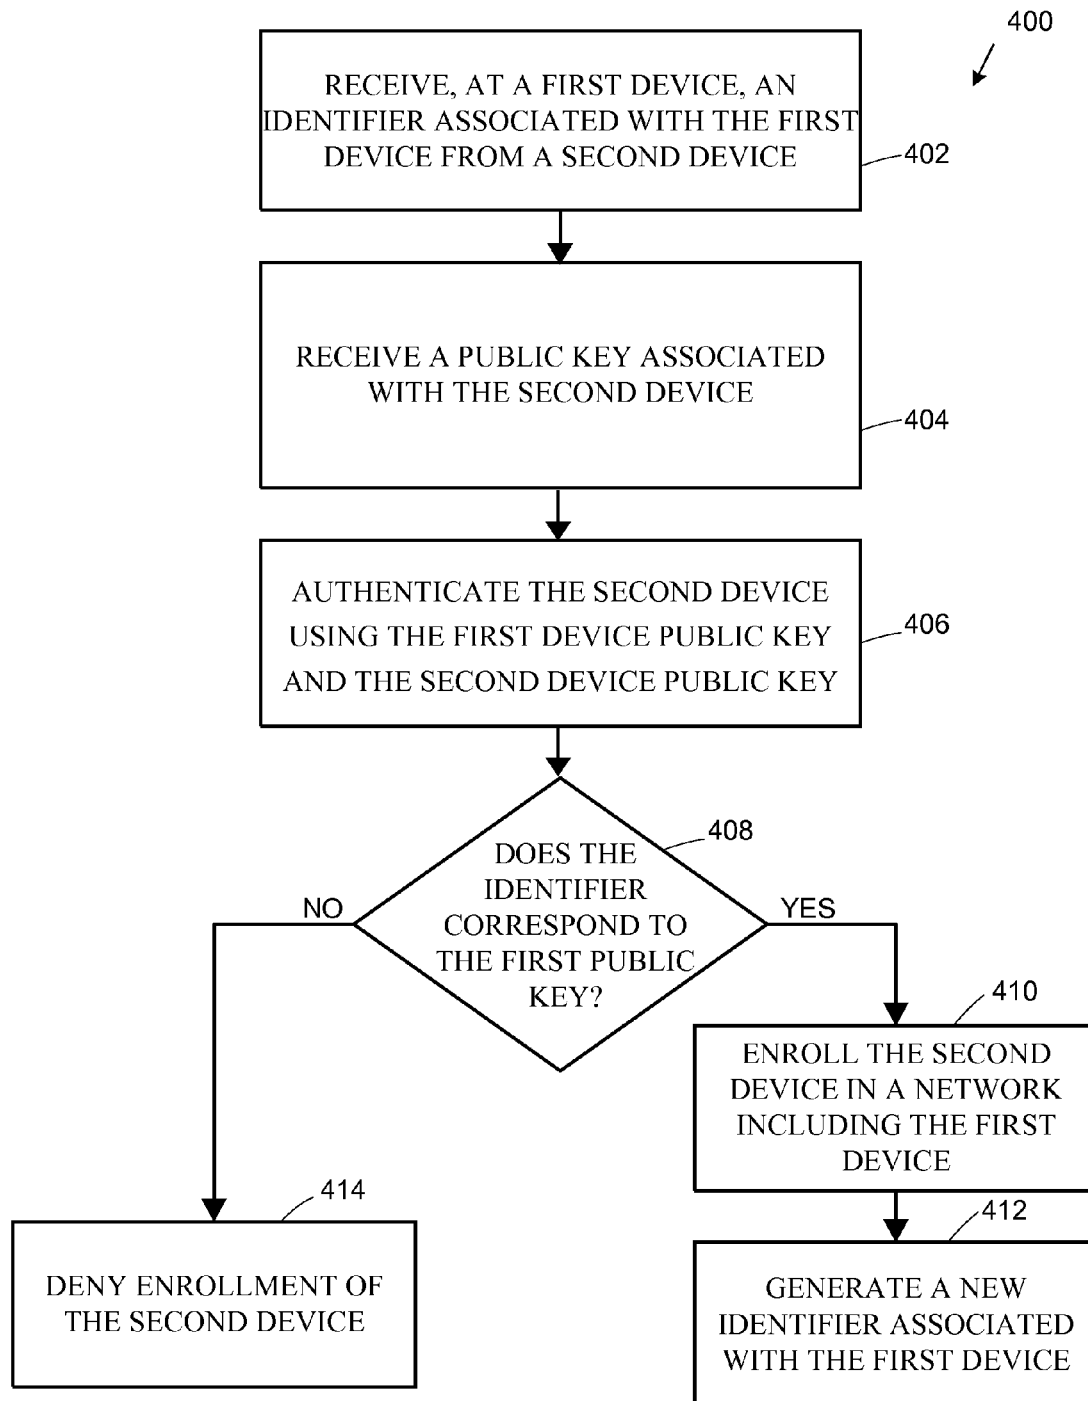 400
RECEIVE, AT A FIRST DEVICE, AN
IDENTIFIER ASSOCIATED WITH THE FIRST
DEVICE FROM A SECOND DEVICE
402
RECEIVE A PUBLIC KEY ASSOCIATED
WITH THE SECOND DEVICE
404
AUTHENTICATE THE SECOND DEVICE
USING THE FIRST DEVICE PUBLIC KEY
AND THE SECOND DEVICE PUBLIC KEY
406
408
DOES THE
IDENTIFIER
CORRESPOND TO
THE FIRST PUBLIC
KEY?
NO
YES
410
ENROLL THE SECOND
DEVICE IN A NETWORK
INCLUDING THE FIRST
DEVICE
414
DENY ENROLLMENT OF
THE SECOND DEVICE
412
GENERATE A NEW
IDENTIFIER ASSOCIATED
WITH THE FIRST DEVICE